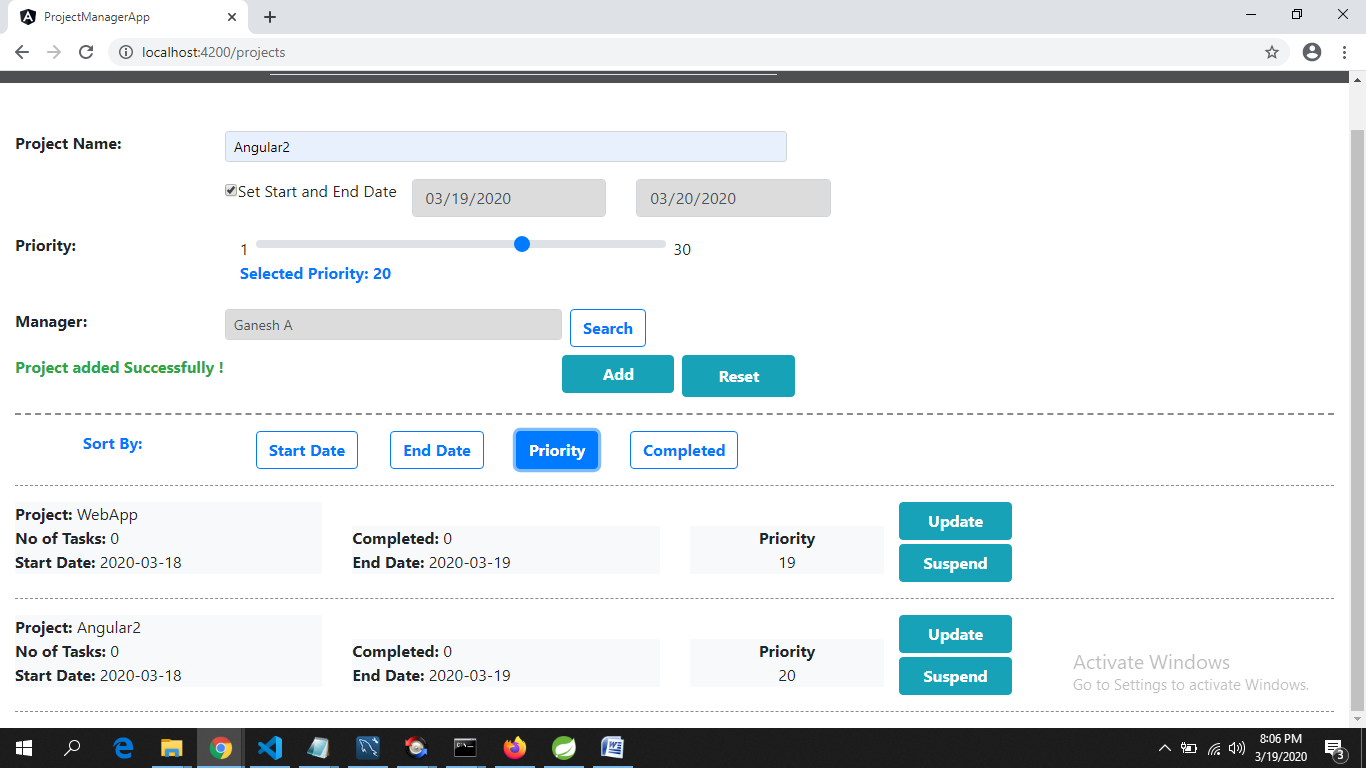 ProjectManagerApp
localhost:4200/projects
Project Name: Angular2
Set Start and End Date 03/19/2020 03/20/2020
Priority: 1 30
Selected Priority: 20
Manager: Ganesh A Search
Project added Successfully ! Add Reset
Sort By: Start Date End Date Priority Completed
Project: WebApp Update
No of Tasks: 0 Completed: 0 Priority
Start Date: 2020-03-18 End Date: 2020-03-19 19 Suspend
Project: Angular2 Update
No of Tasks: 0 Completed: 0 Priority
Start Date: 2020-03-18 End Date: 2020-03-19 20 Suspend
Activate Windows
Go to Settings to activate Windows.
8:06 PM
3/19/2020
3